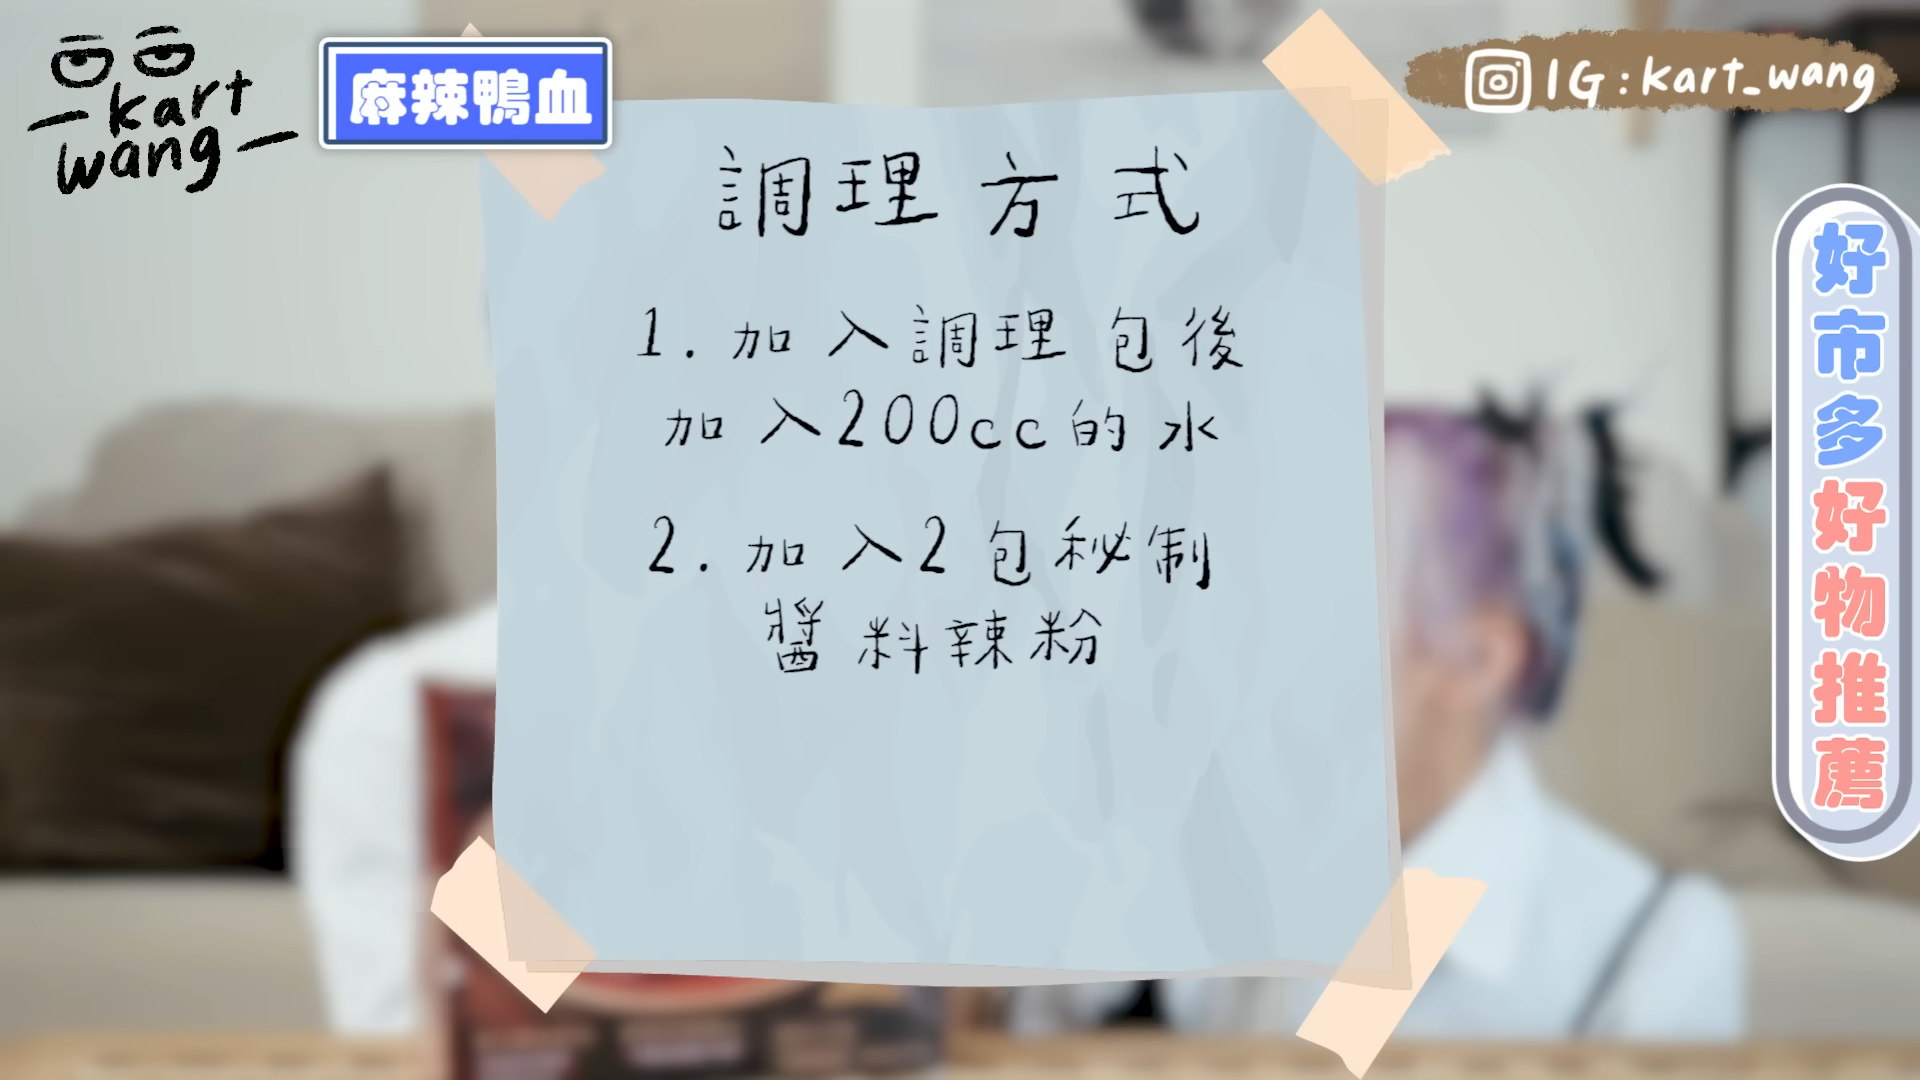 kart
wang
麻辣鴨血
IG:kart_wang
調理方式
1.加入調理包後
加入200cc的水
2.加入2包秘制
醬料辣粉
好市多好物推薦